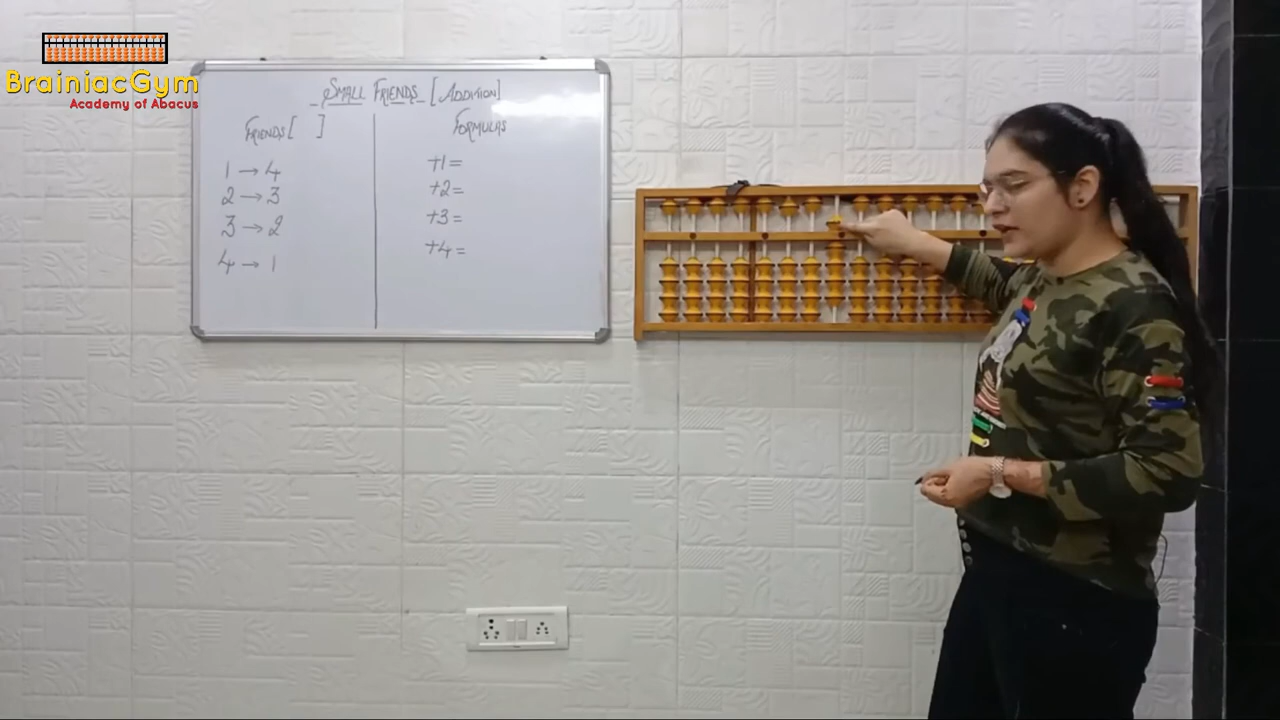 BrainiacGym
Academy of Abacus
SMALL FRIENDS [ADDITION]
FRIENDS [ ]
1 → 4
2 → 3
3 → 2
4 → 1
FORMULAS
+1=
+2=
+3=
+4=